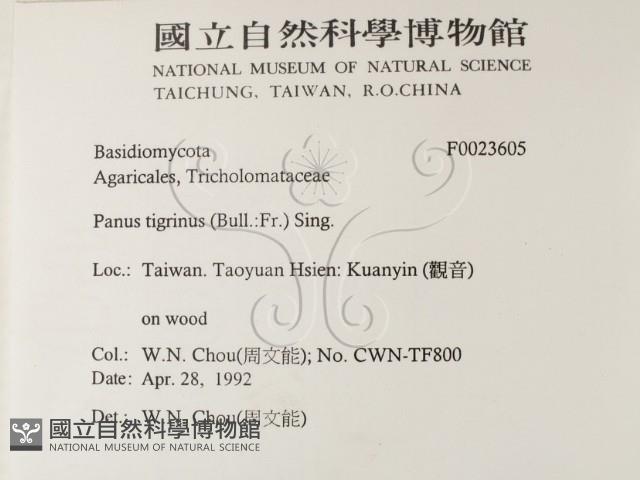 國立自然科學博物館
NATIONAL MUSEUM OF NATURAL SCIENCE
TAICHUNG, TAIWAN, R.O.CHINA
Basidiomycota F0023605
Agaricales, Tricholomataceae
Panus tigrinus (Bull.:Fr.) Sing.
Loc.: Taiwan. Taoyuan Hsien: Kuanyin (觀音)
on wood
Col.: W.N. Chou(周文能); No. CWN-TF800
Date: Apr. 28, 1992
Det.: W.N. Chou(周文能)
國立自然科學博物館
NATIONAL MUSEUM OF NATURAL SCIENCE